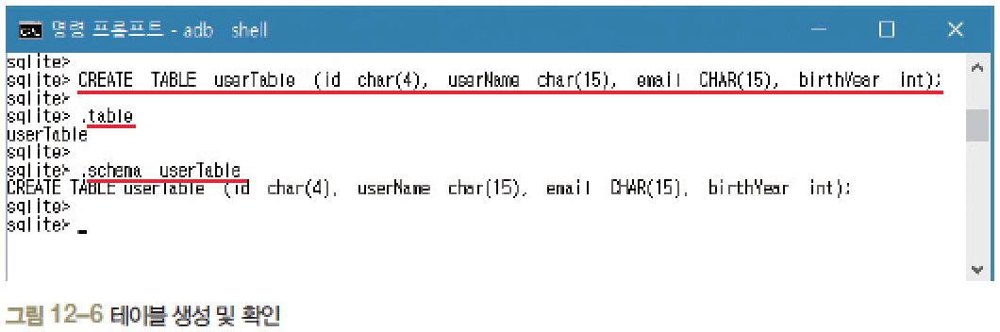 명령 프롬프트 - adb shell
sqlite>
sqlite> CREATE TABLE userTable (id char(4), userName char(15), email CHAR(15), birthYear int);
sqlite>
sqlite> .table
userTable
sqlite>
sqlite> .schema userTable
CREATE TABLE userTable (id char(4), userName char(15), email CHAR(15), birthYear int);
sqlite>
sqlite> _
그림 12-6 테이블 생성 및 확인